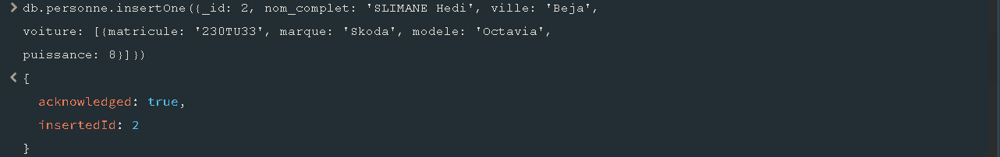 > db.personne.insertOne({_id: 2, nom_complet: 'SLIMANE Hedi', ville: 'Beja',
voiture: [{matricule: '230TU33', marque: 'Skoda', modele: 'Octavia',
puissance: 8}]})
< {
acknowledged: true,
insertedId: 2
}